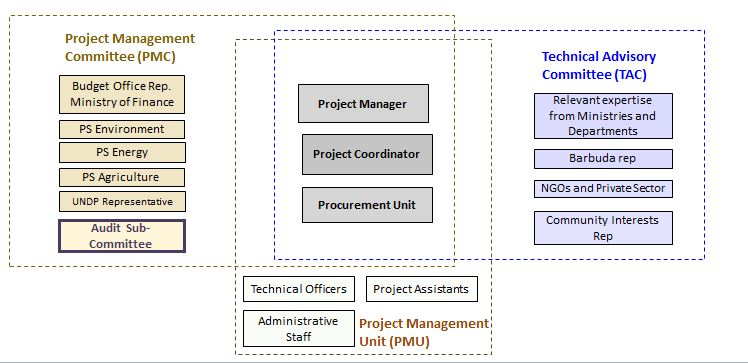 Project Management
Committee (PMC)
Budget Office Rep.
Ministry of Finance
PS Environment
PS Energy
PS Agriculture
UNDP Representative
Audit Sub-
Committee
Project Manager
Project Coordinator
Procurement Unit
Technical Advisory
Committee (TAC)
Relevant expertise
from Ministries and
Departments
Barbuda rep
NGOs and Private Sector
Community Interests
Rep
Technical Officers
Project Assistants
Administrative
Staff
Project Management
Unit (PMU)